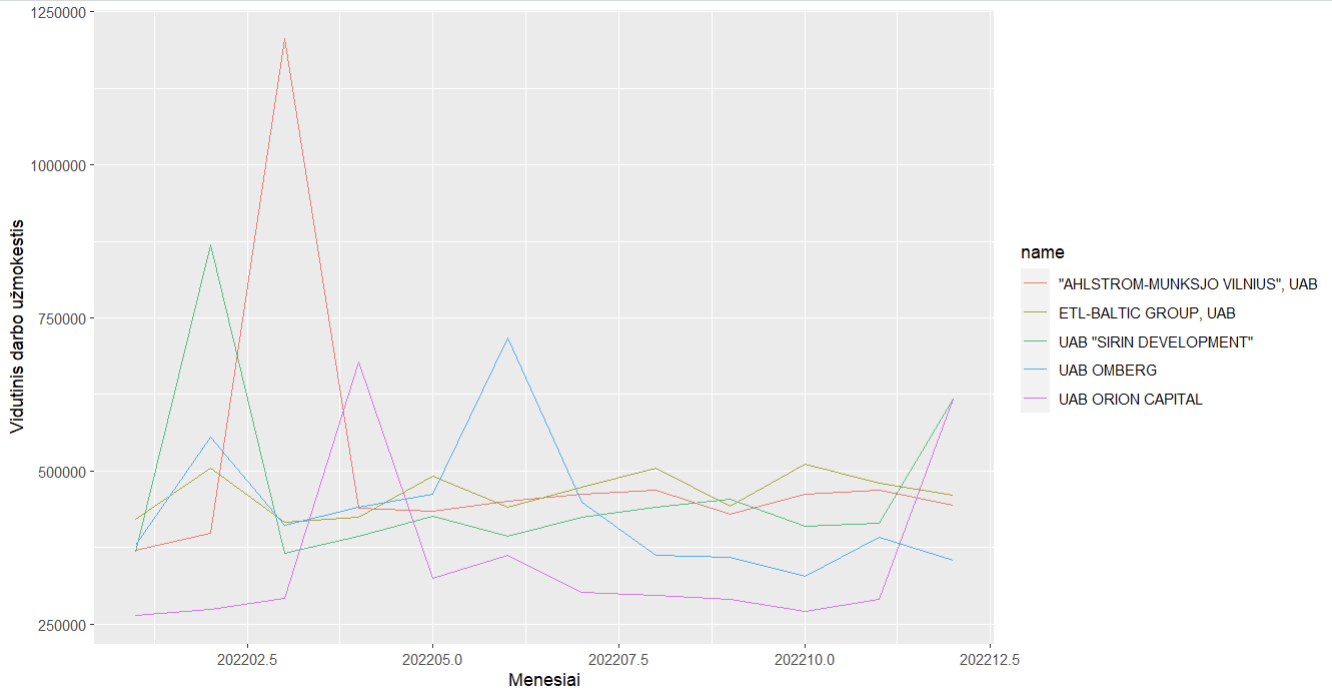 1250000
1000000
750000
500000
250000
Vidutinis darbo užmokestis
202202.5
202205.0
202207.5
202210.0
202212.5
Menesiai
name
"AHLSTROM-MUNKSJO VILNIUS", UAB
ETL-BALTIC GROUP, UAB
UAB "SIRIN DEVELOPMENT"
UAB OMBERG
UAB ORION CAPITAL